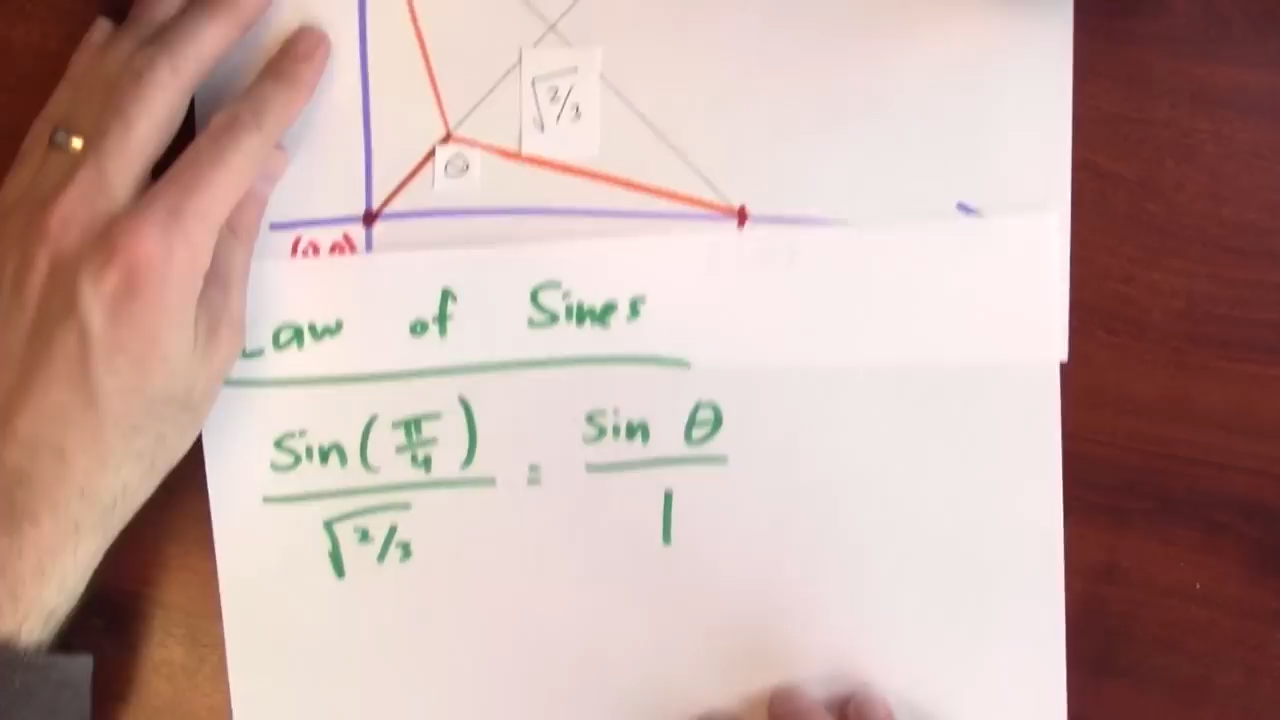 √2/3
θ
Law of Sines
sin(π/4) / √2/3 = sin θ / 1